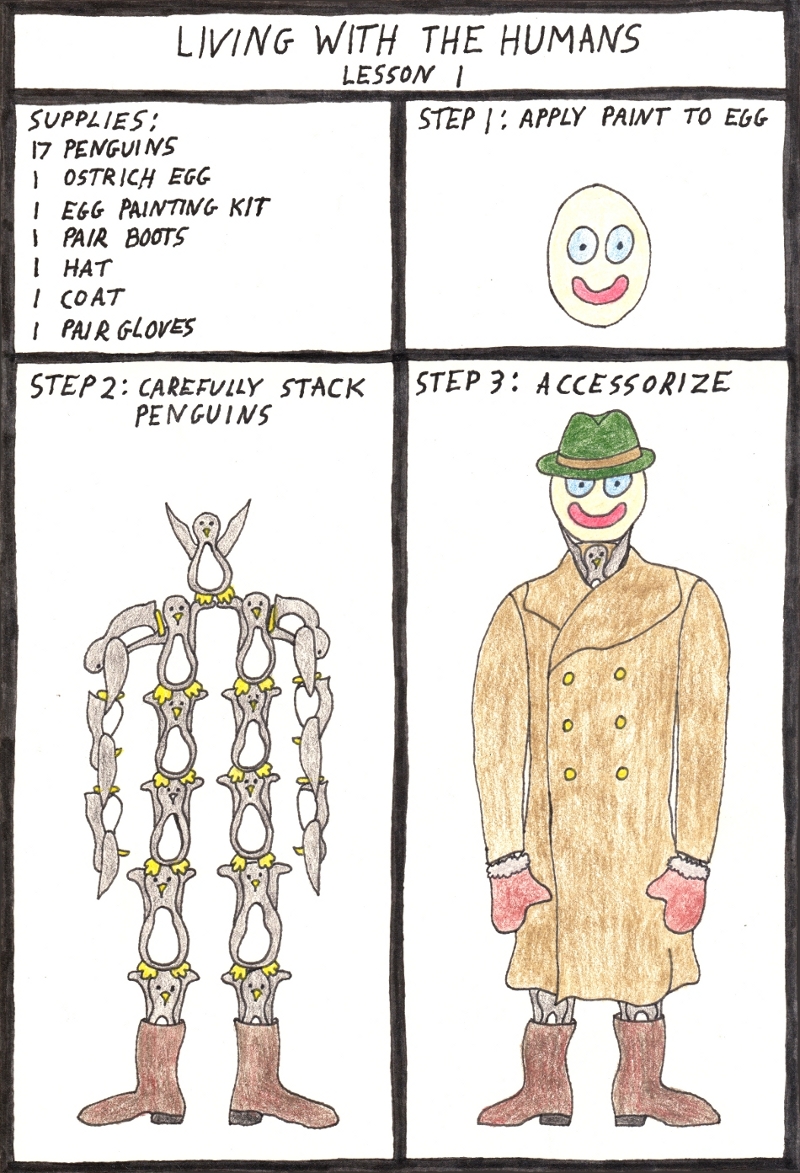 LIVING WITH THE HUMANS
LESSON 1
SUPPLIES:
17 PENGUINS
1 OSTRICH EGG
1 EGG PAINTING KIT
1 PAIR BOOTS
1 HAT
1 COAT
1 PAIR GLOVES
STEP 1: APPLY PAINT TO EGG
STEP 2: CAREFULLY STACK
PENGUINS
STEP 3: ACCESSORIZE